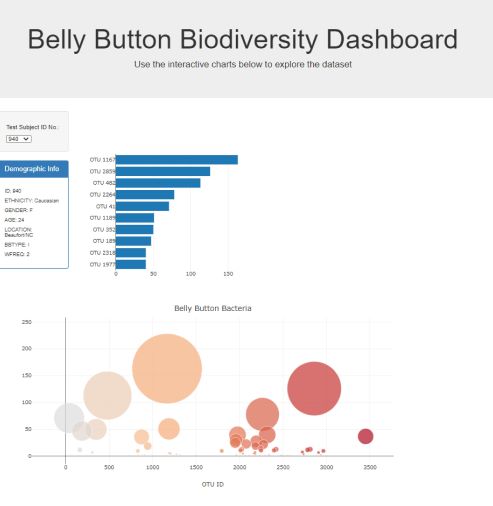 Belly Button Biodiversity Dashboard
Use the interactive charts below to explore the dataset
Test Subject ID No.:
940
Demographic Info
ID: 940
ETHNICITY: Caucasian
GENDER: F
AGE: 24
LOCATION:
Beaufort/NC
BBTYPE: I
WFREQ: 2
OTU 1167
OTU 2859
OTU 482
OTU 2264
OTU 41
OTU 1189
OTU 352
OTU 189
OTU 2318
OTU 1977
0 50 100 150
Belly Button Bacteria
250
200
150
100
50
0
0 500 1000 1500 2000 2500 3000 3500
OTU ID